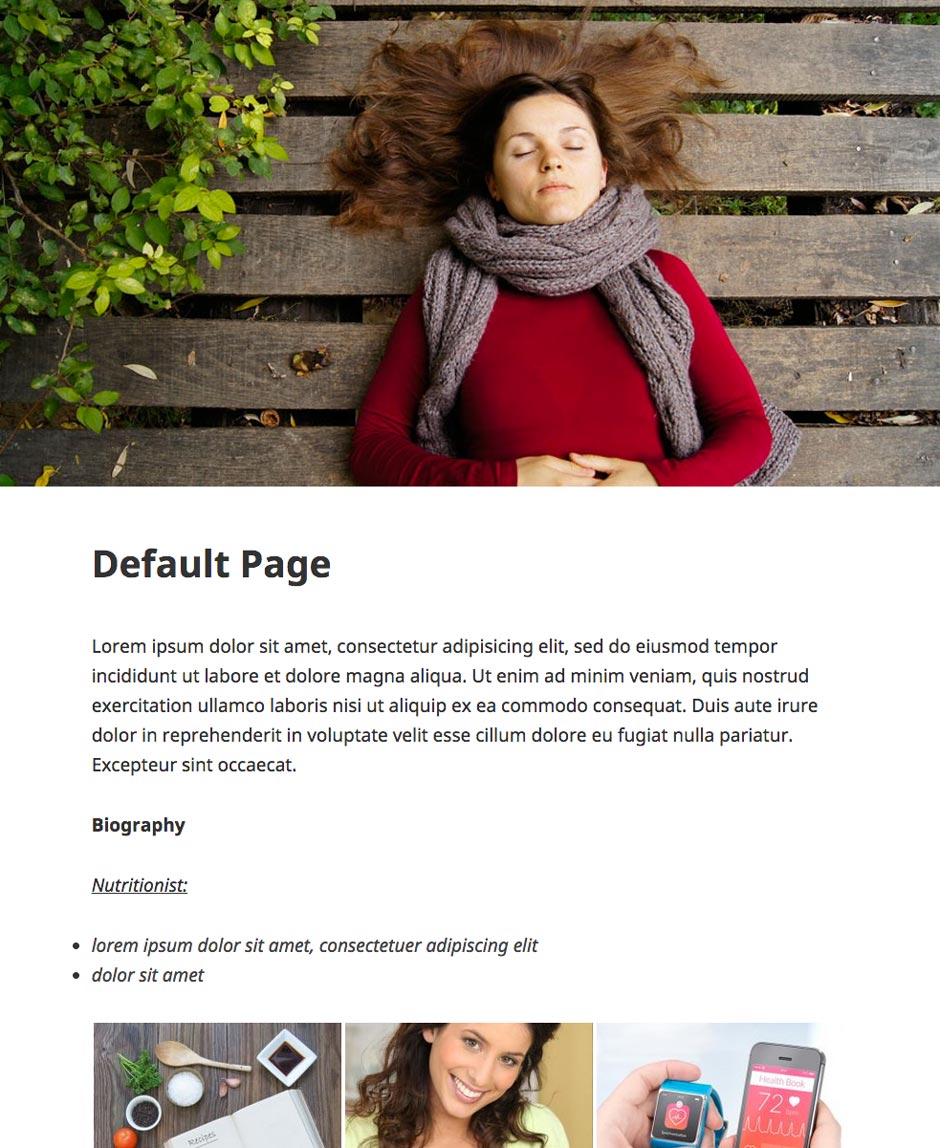 Default Page
Lorem ipsum dolor sit amet, consectetur adipisicing elit, sed do eiusmod tempor
incididunt ut labore et dolore magna aliqua. Ut enim ad minim veniam, quis nostrud
exercitation ullamco laboris nisi ut aliquip ex ea commodo consequat. Duis aute irure
dolor in reprehenderit in voluptate velit esse cillum dolore eu fugiat nulla pariatur.
Excepteur sint occaecat.
Biography
Nutritionist:
• lorem ipsum dolor sit amet, consectetuer adipiscing elit
• dolor sit amet
Recipes
Health Book
72 bpm